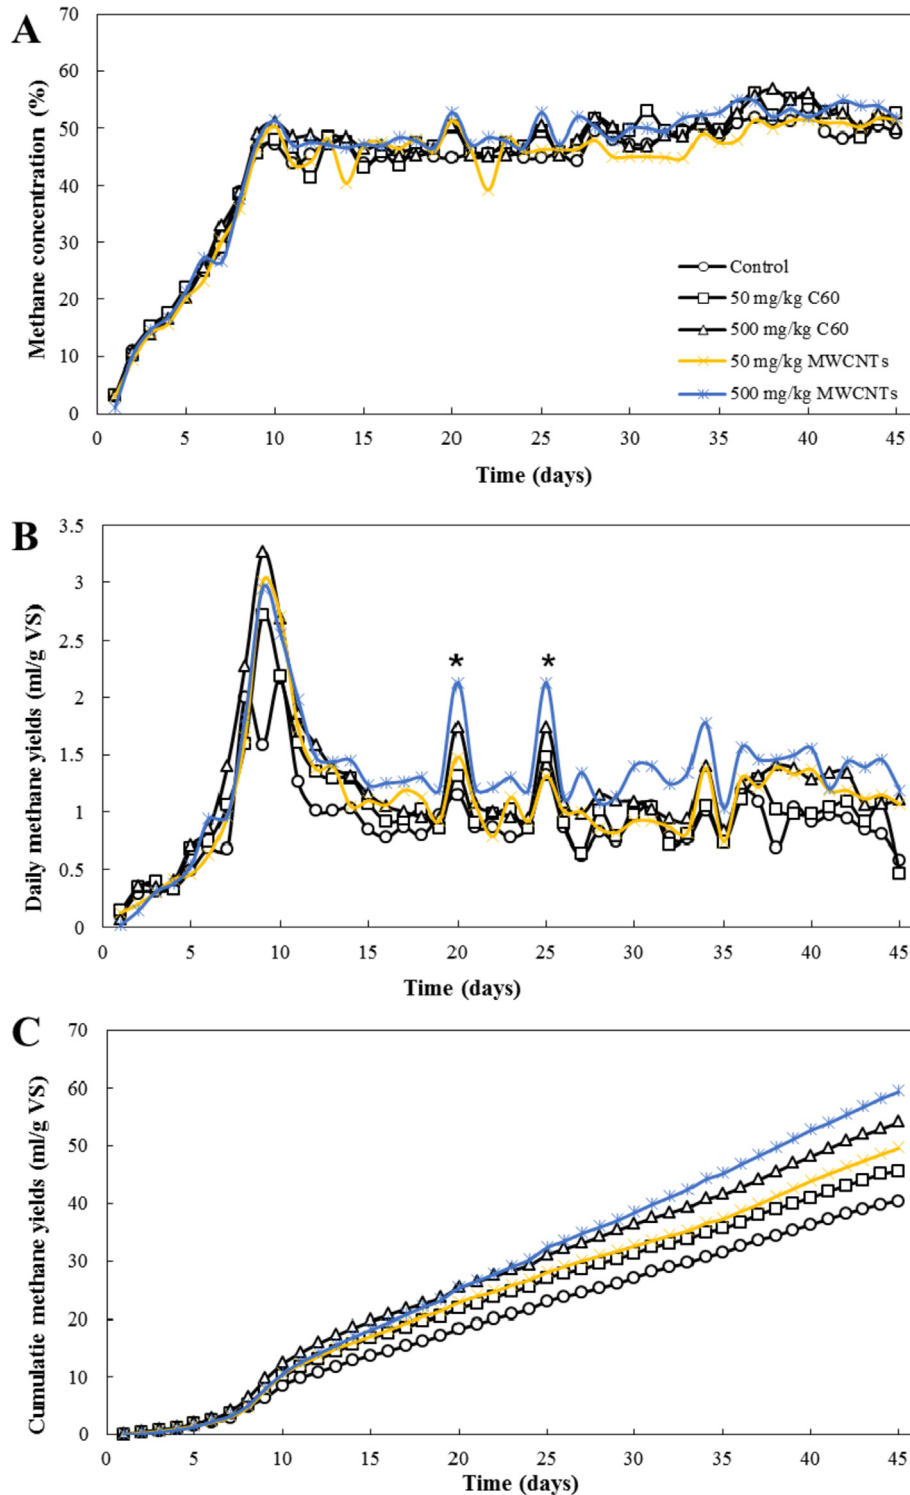 A
70
60
50
40
30
20
10
0
Methane concentration (%)
Control
50 mg/kg C60
500 mg/kg C60
50 mg/kg MWCNTs
500 mg/kg MWCNTs
0 5 10 15 20 25 30 35 40 45
Time (days)
B
3.5
3
2.5
2
1.5
1
0.5
0
Daily methane yields (ml/g VS)
* *
0 5 10 15 20 25 30 35 40 45
Time (days)
C
70
60
50
40
30
20
10
0
Cumulatic methane yields (ml/g VS)
0 5 10 15 20 25 30 35 40 45
Time (days)